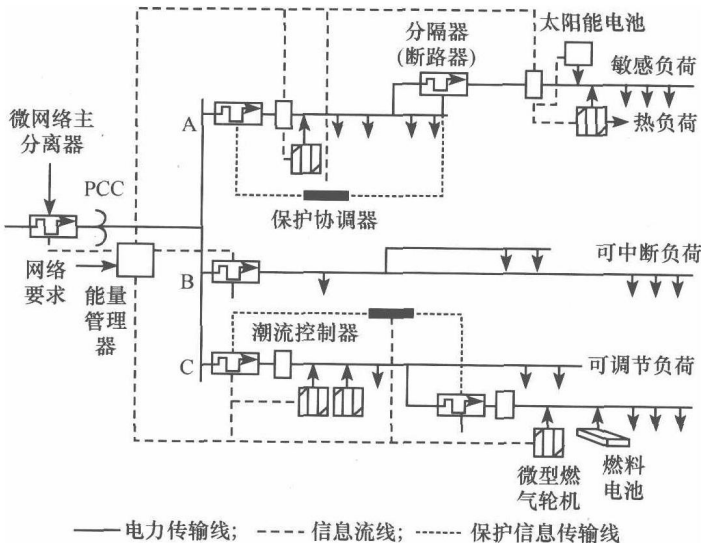 分隔器
(断路器)
太阳能电池
敏感负荷
微网络主
分离器
A
热负荷
PCC
保护协调器
网络
要求
能量
管理
器
B
可中断负荷
潮流控制器
C
可调节负荷
微型燃
气轮机
燃料
电池
电力传输线; 信息流线; 保护信息传输线